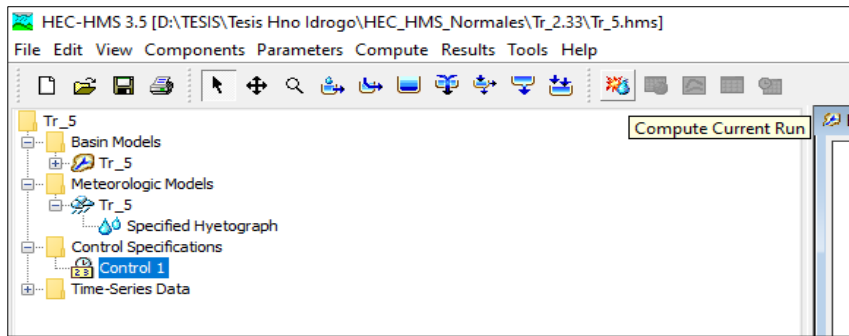 HEC-HMS 3.5 [D:\TESIS\Tesis Hno Idrogo\HEC_HMS_Normales\Tr_2.33\Tr_5.hms]
File Edit View Components Parameters Compute Results Tools Help
Tr_5
Compute Current Run
Basin Models
Tr_5
Meteorologic Models
Tr_5
Specified Hyetograph
Control Specifications
Control 1
Time-Series Data